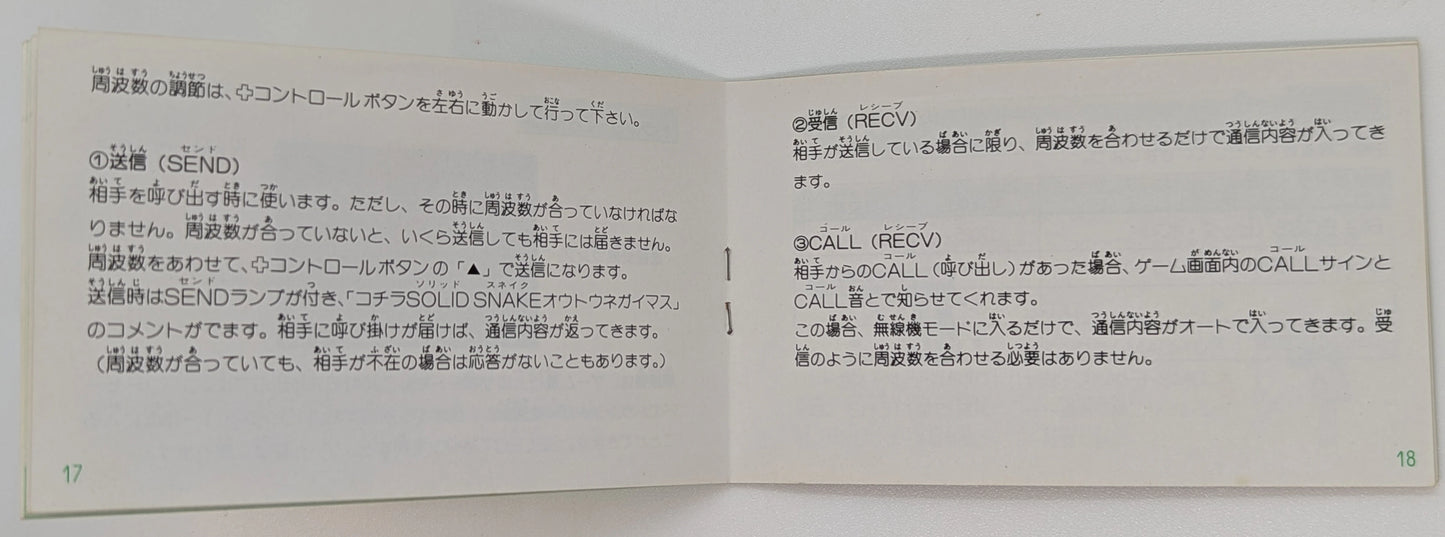 周波数の調節は、✚コントロールボタンを左右に動かして行って下さい。
①送信（SEND）
相手を呼び出す時に使います。ただし、その時に周波数が合っていなければな
りません。周波数が合っていないと、いくら送信しても相手には届きません。
周波数をあわせて、✚コントロールボタンの「▲」で送信になります。
送信時はSENDランプが付き、「コチラSOLID SNAKEオウトウネガイマス」
のコメントがでます。相手に呼び掛けが届けば、通信内容が返ってきます。
（周波数が合っていても、相手が不在の場合は応答がないこともあります。）
17
②受信（RECV）
相手が送信している場合に限り、周波数を合わせるだけで通信内容が入ってき
ます。
③CALL（RECV）
相手からのCALL（呼び出し）があった場合、ゲーム画面内のCALLサインと
CALL音とで知らせてくれます。
この場合、無線機モードに入るだけで、通信内容がオートで入ってきます。受
信のように周波数を合わせる必要はありません。
18